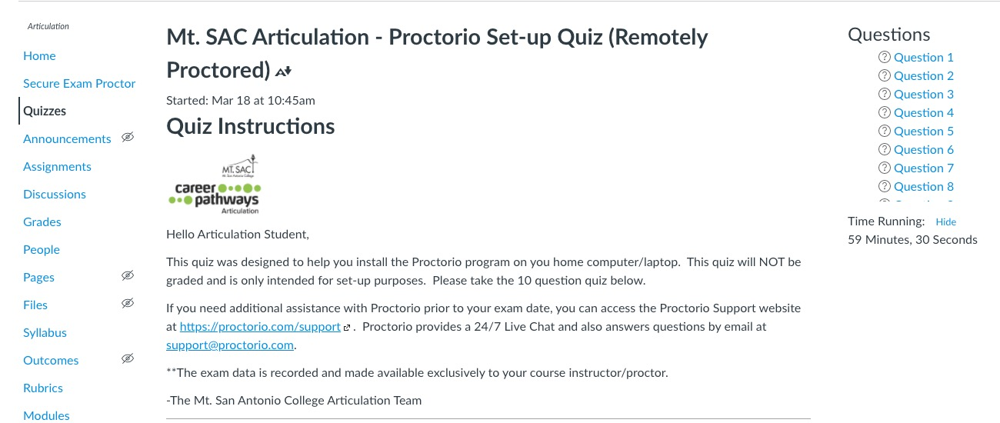 Articulation
Home
Secure Exam Proctor
Quizzes
Announcements
Assignments
Discussions
Grades
People
Pages
Files
Syllabus
Outcomes
Rubrics
Modules
Mt. SAC Articulation - Proctorio Set-up Quiz (Remotely
Proctored)
Started: Mar 18 at 10:45am
Quiz Instructions
MT. SAC
Mt. San Antonio College
career
pathways
Articulation
Hello Articulation Student,
This quiz was designed to help you install the Proctorio program on you home computer/laptop.  This quiz will NOT be
graded and is only intended for set-up purposes.  Please take the 10 question quiz below.
If you need additional assistance with Proctorio prior to your exam date, you can access the Proctorio Support website
at https://proctorio.com/support .  Proctorio provides a 24/7 Live Chat and also answers questions by email at
support@proctorio.com.
**The exam data is recorded and made available exclusively to your course instructor/proctor.
-The Mt. San Antonio College Articulation Team
Questions
Question 1
Question 2
Question 3
Question 4
Question 5
Question 6
Question 7
Question 8
Time Running: Hide
59 Minutes, 30 Seconds